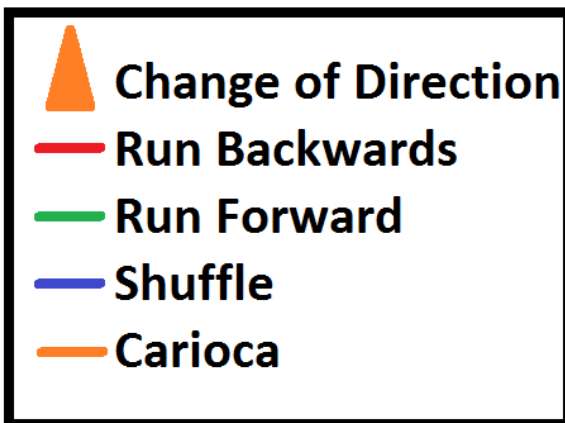 Change of Direction
Run Backwards
Run Forward
Shuffle
Carioca